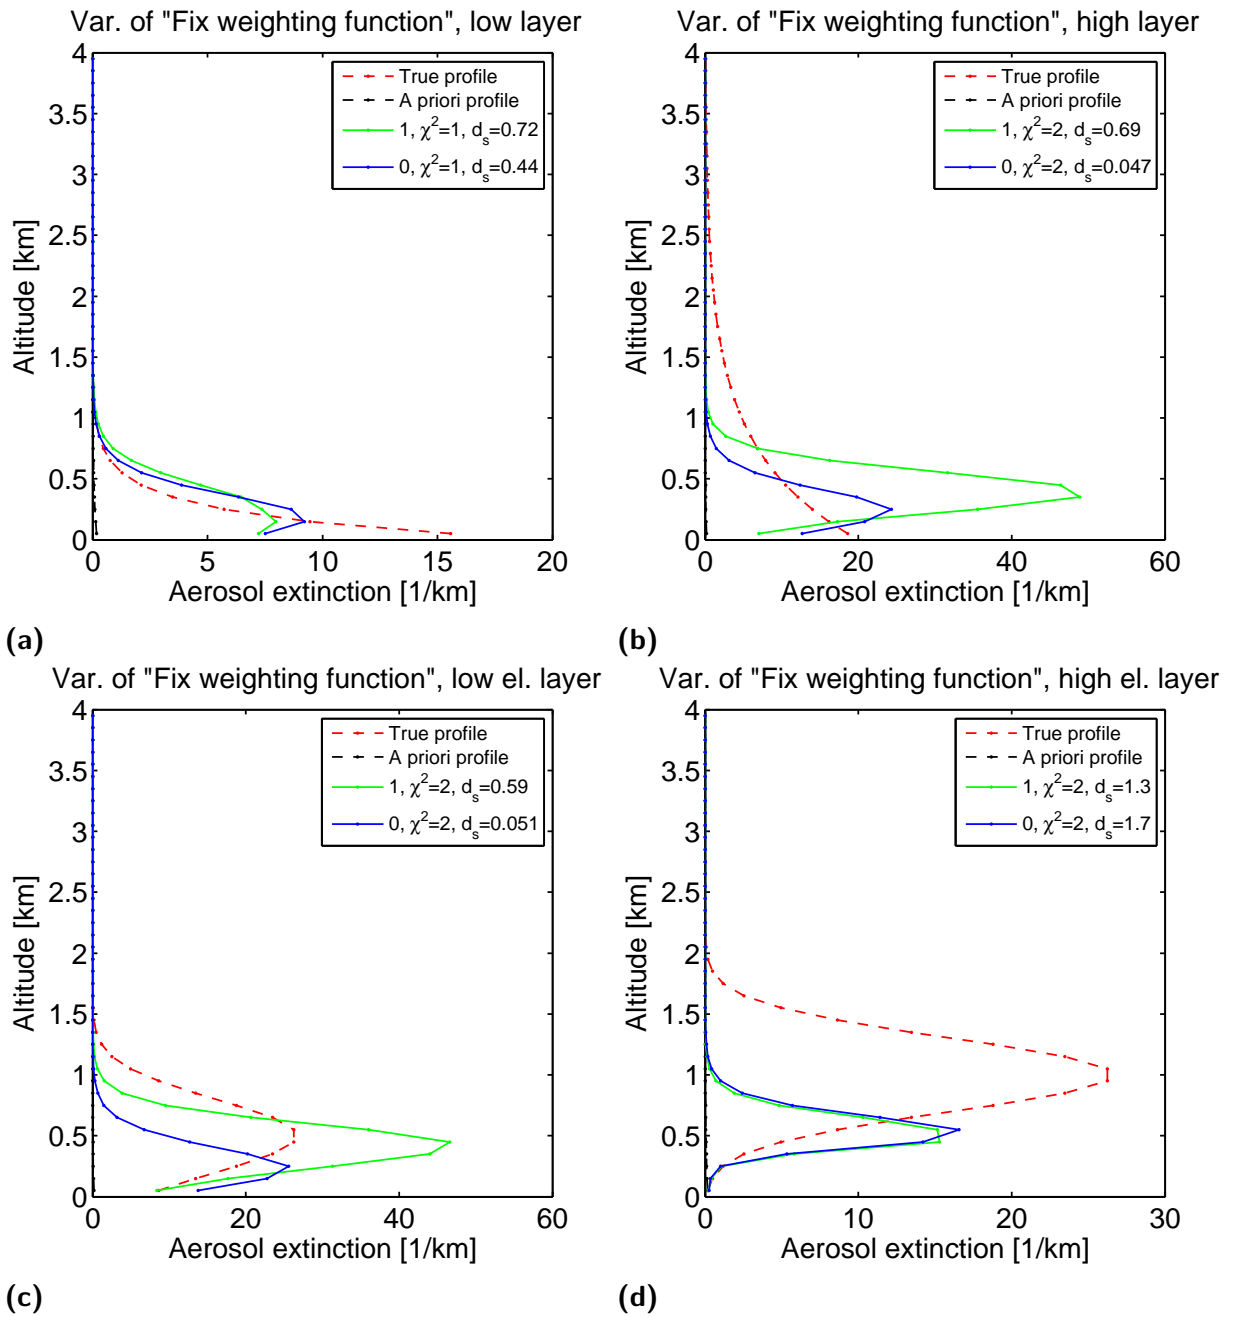 Var. of "Fix weighting function", low layer
4
3.5
3
2.5
2
1.5
1
0.5
0
Altitude [km]
True profile
A priori profile
1, χ²=1, dₛ=0.72
0, χ²=1, dₛ=0.44
0
5
10
15
20
Aerosol extinction [1/km]
(a)
Var. of "Fix weighting function", high layer
4
3.5
3
2.5
2
1.5
1
0.5
0
Altitude [km]
True profile
A priori profile
1, χ²=2, dₛ=0.69
0, χ²=2, dₛ=0.047
0
20
40
60
Aerosol extinction [1/km]
(b)
Var. of "Fix weighting function", low el. layer
4
3.5
3
2.5
2
1.5
1
0.5
0
Altitude [km]
True profile
A priori profile
1, χ²=2, dₛ=0.59
0, χ²=2, dₛ=0.051
0
20
40
60
Aerosol extinction [1/km]
(c)
Var. of "Fix weighting function", high el. layer
4
3.5
3
2.5
2
1.5
1
0.5
0
Altitude [km]
True profile
A priori profile
1, χ²=2, dₛ=1.3
0, χ²=2, dₛ=1.7
0
10
20
30
Aerosol extinction [1/km]
(d)